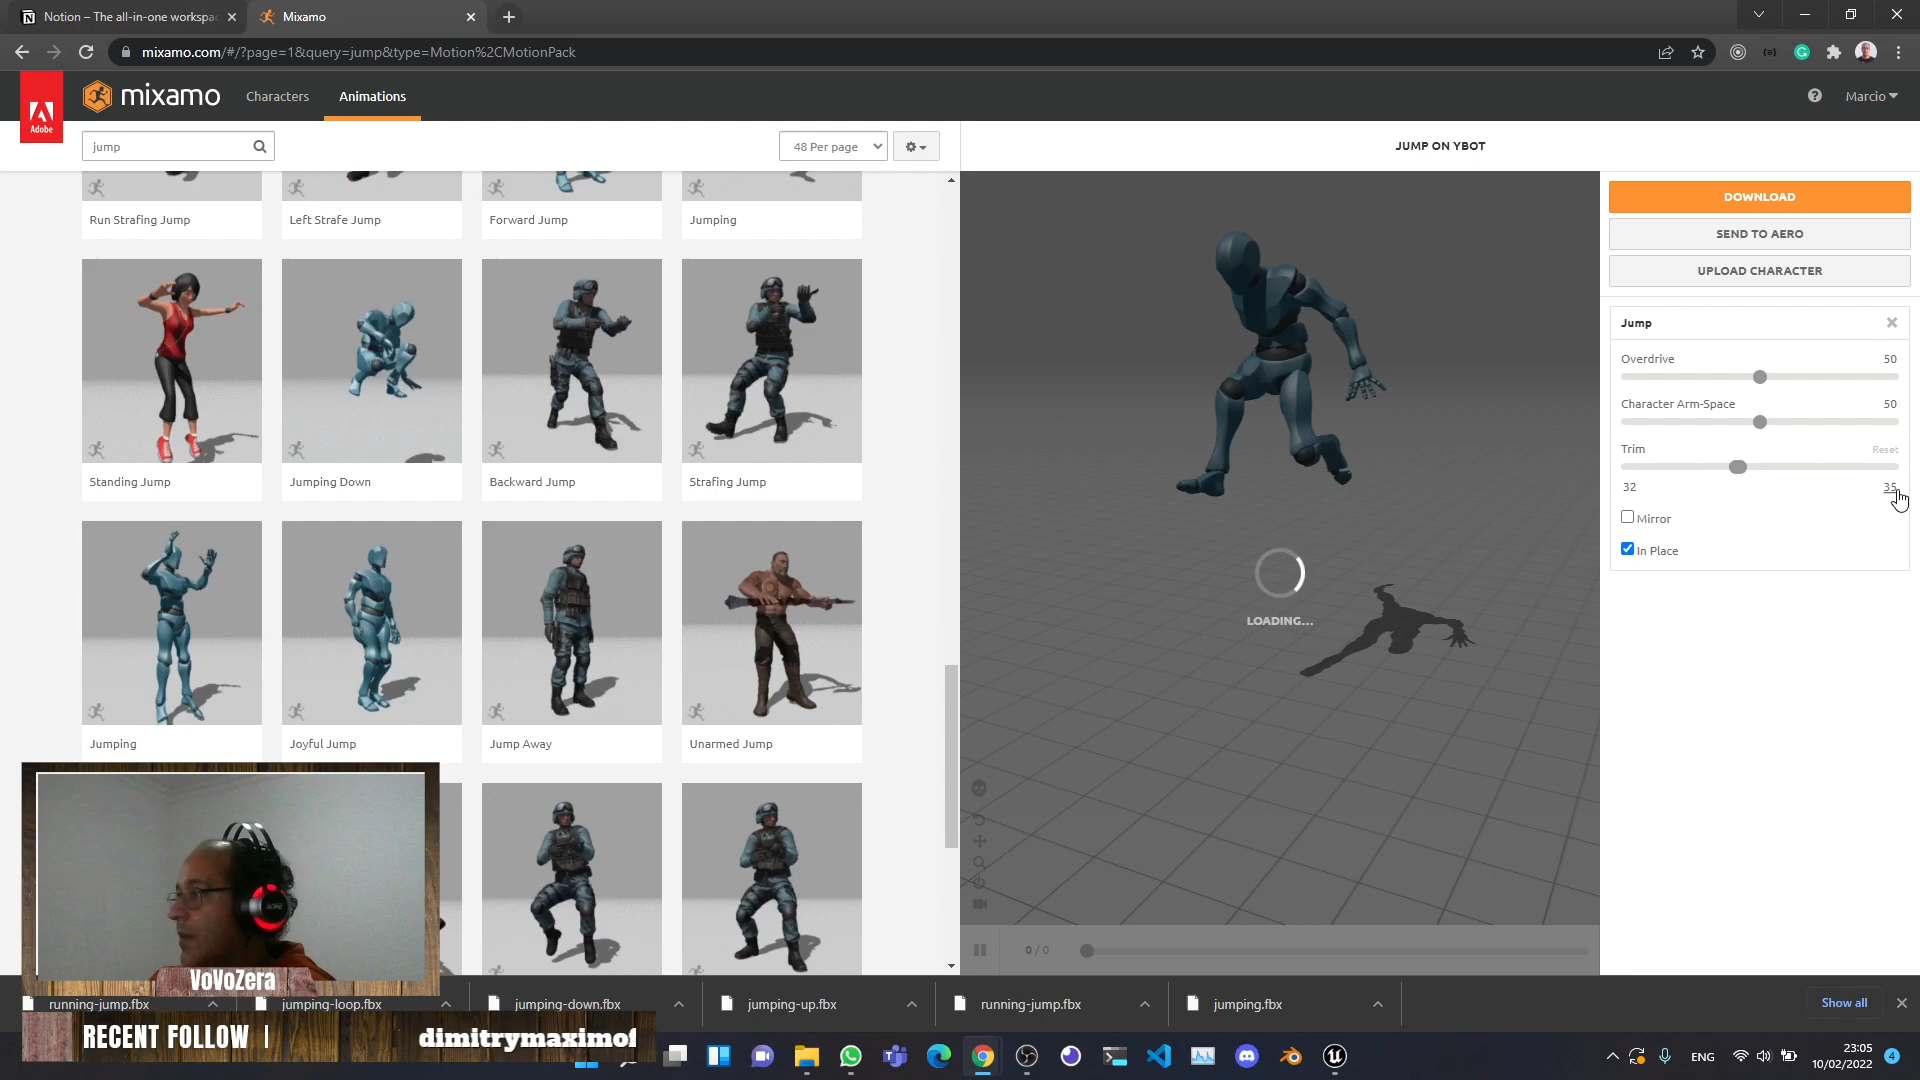 Notion – The all-in-one workspac
Mixamo
mixamo.com/#/?page=1&query=jump&type=Motion%2CMotionPack
Adobe
mixamo
Characters
Animations
Marcio
jump
48 Per page
JUMP ON YBOT
Run Strafing Jump
Left Strafe Jump
Forward Jump
Jumping
DOWNLOAD
SEND TO AERO
UPLOAD CHARACTER
Jump
Overdrive
50
Character Arm-Space
50
Trim
Reset
32
35
Mirror
In Place
Standing Jump
Jumping Down
Backward Jump
Strafing Jump
LOADING...
Jumping
Joyful Jump
Jump Away
Unarmed Jump
0 / 0
VoVoZera
running-jump.fbx
jumping-loop.fbx
jumping-down.fbx
jumping-up.fbx
running-jump.fbx
jumping.fbx
Show all
RECENT FOLLOW |
dimitrymaximof
ENG
23:05
10/02/2022
4